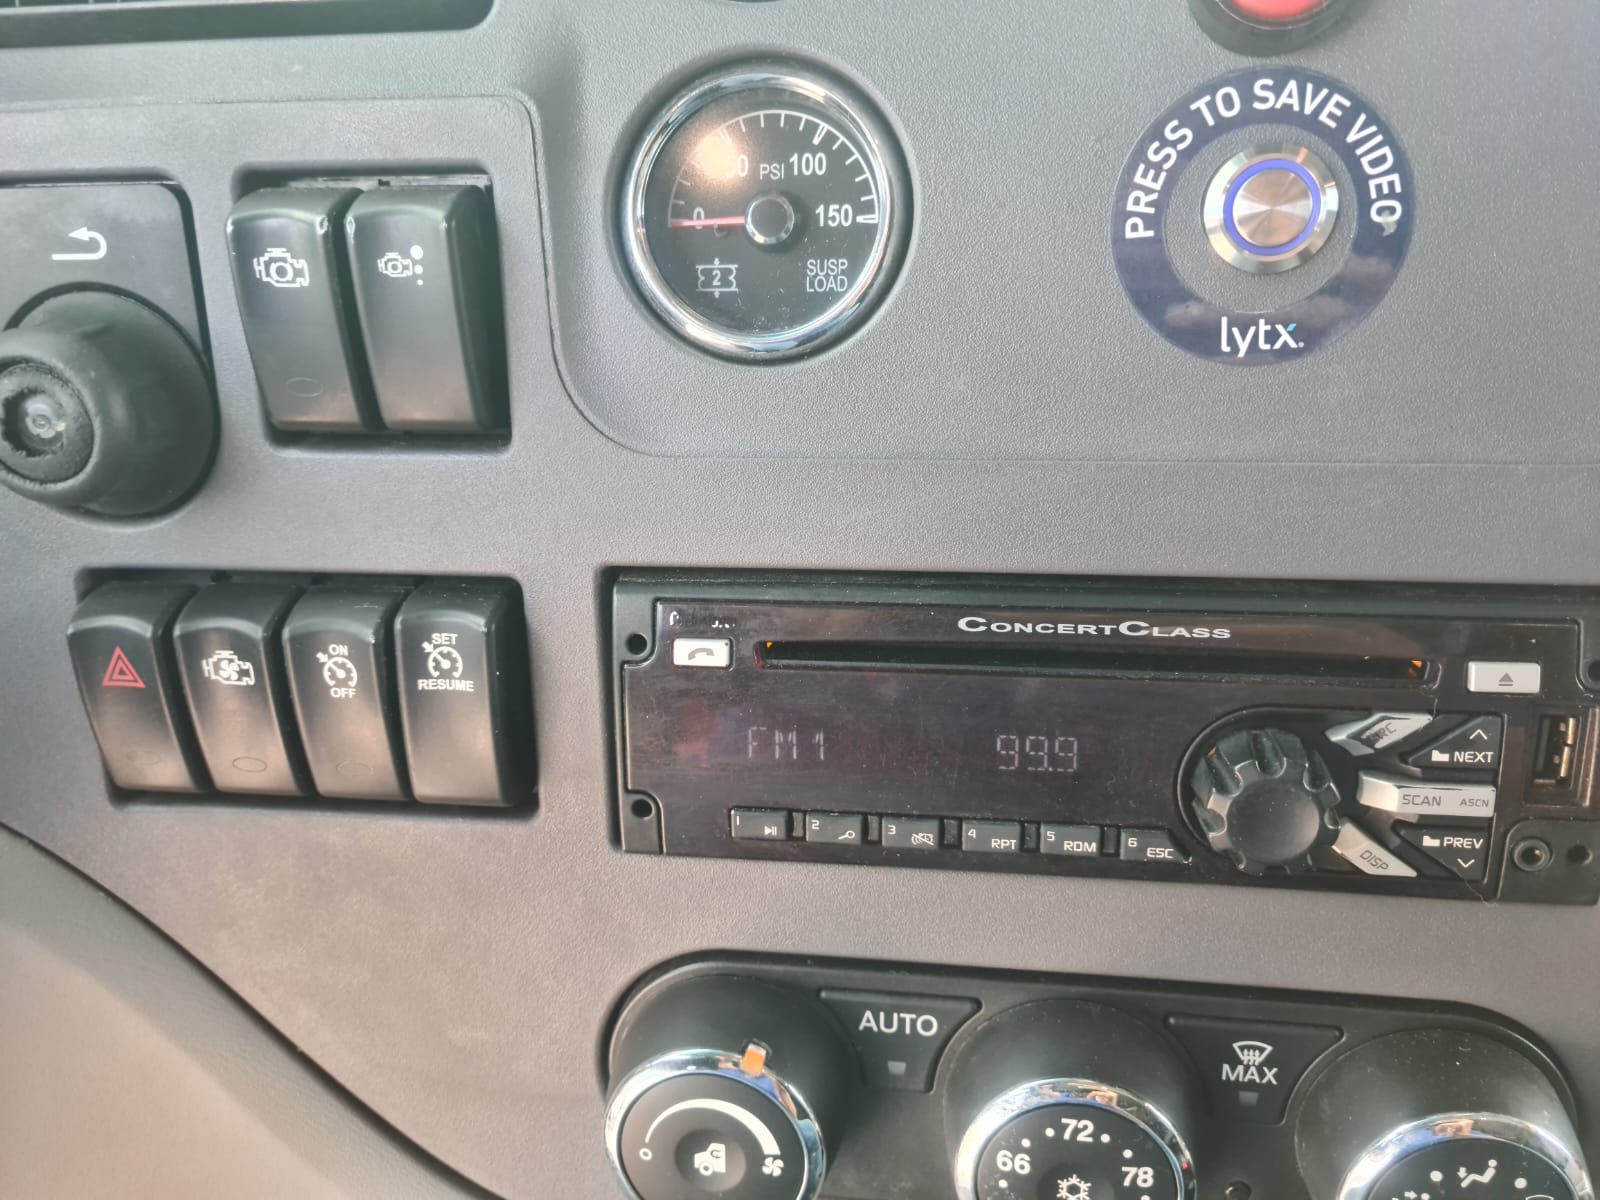 PRESS TO SAVE VIDEO
lytx.
PSI 100
0
150
2
SUSP
LOAD
ON
OFF
SET
RESUME
CONCERTCLASS
FM1 99.9
SRC
NEXT
SCAN ASCN
PREV
DISP
1
2
3
4 RPT
5 RDM
6 ESC
AUTO
MAX
66
72
78